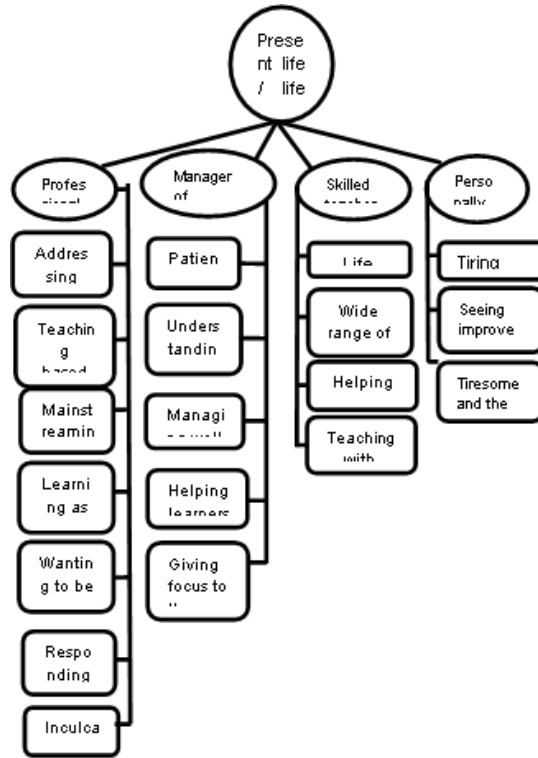 Prese
nt life
/ life
Profes
Manager
of
Skilled
Perso
Addres
sing
Teachin
g
Mainst
reamin
Learni
ng as
Wantin
g to be
Respo
nding
Inculca
Patien
Unders
tandin
Managi
Helping
learners
Giving
focus to
Life
Wide
range of
Helping
Teaching
with
Tiring
Seeing
improve
Tiresome
and the